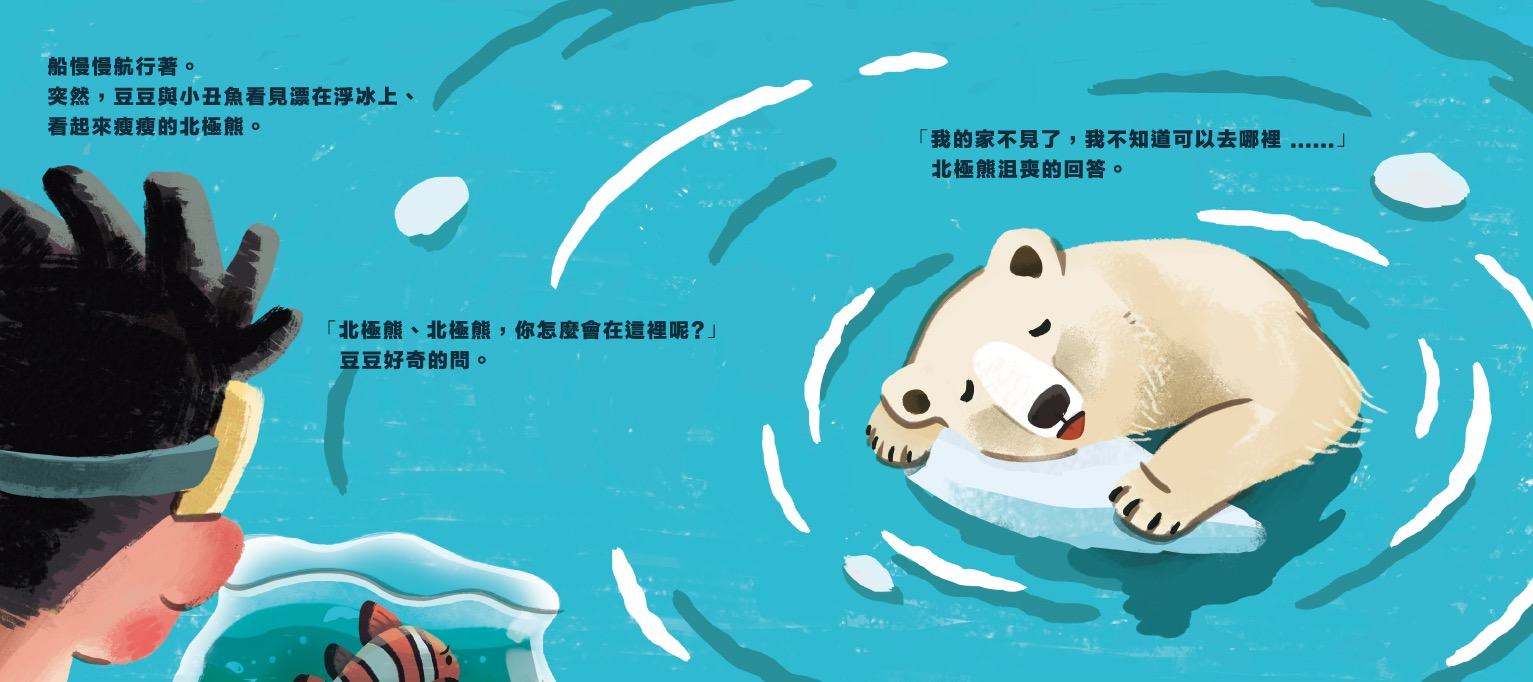 船慢慢航行著。
突然，豆豆與小丑魚看見漂在浮冰上、
看起來瘦瘦的北極熊。
「北極熊、北極熊，你怎麼會在這裡呢?」
豆豆好奇的問。
「我的家不見了，我不知道可以去哪裡 ......」
北極熊沮喪的回答。